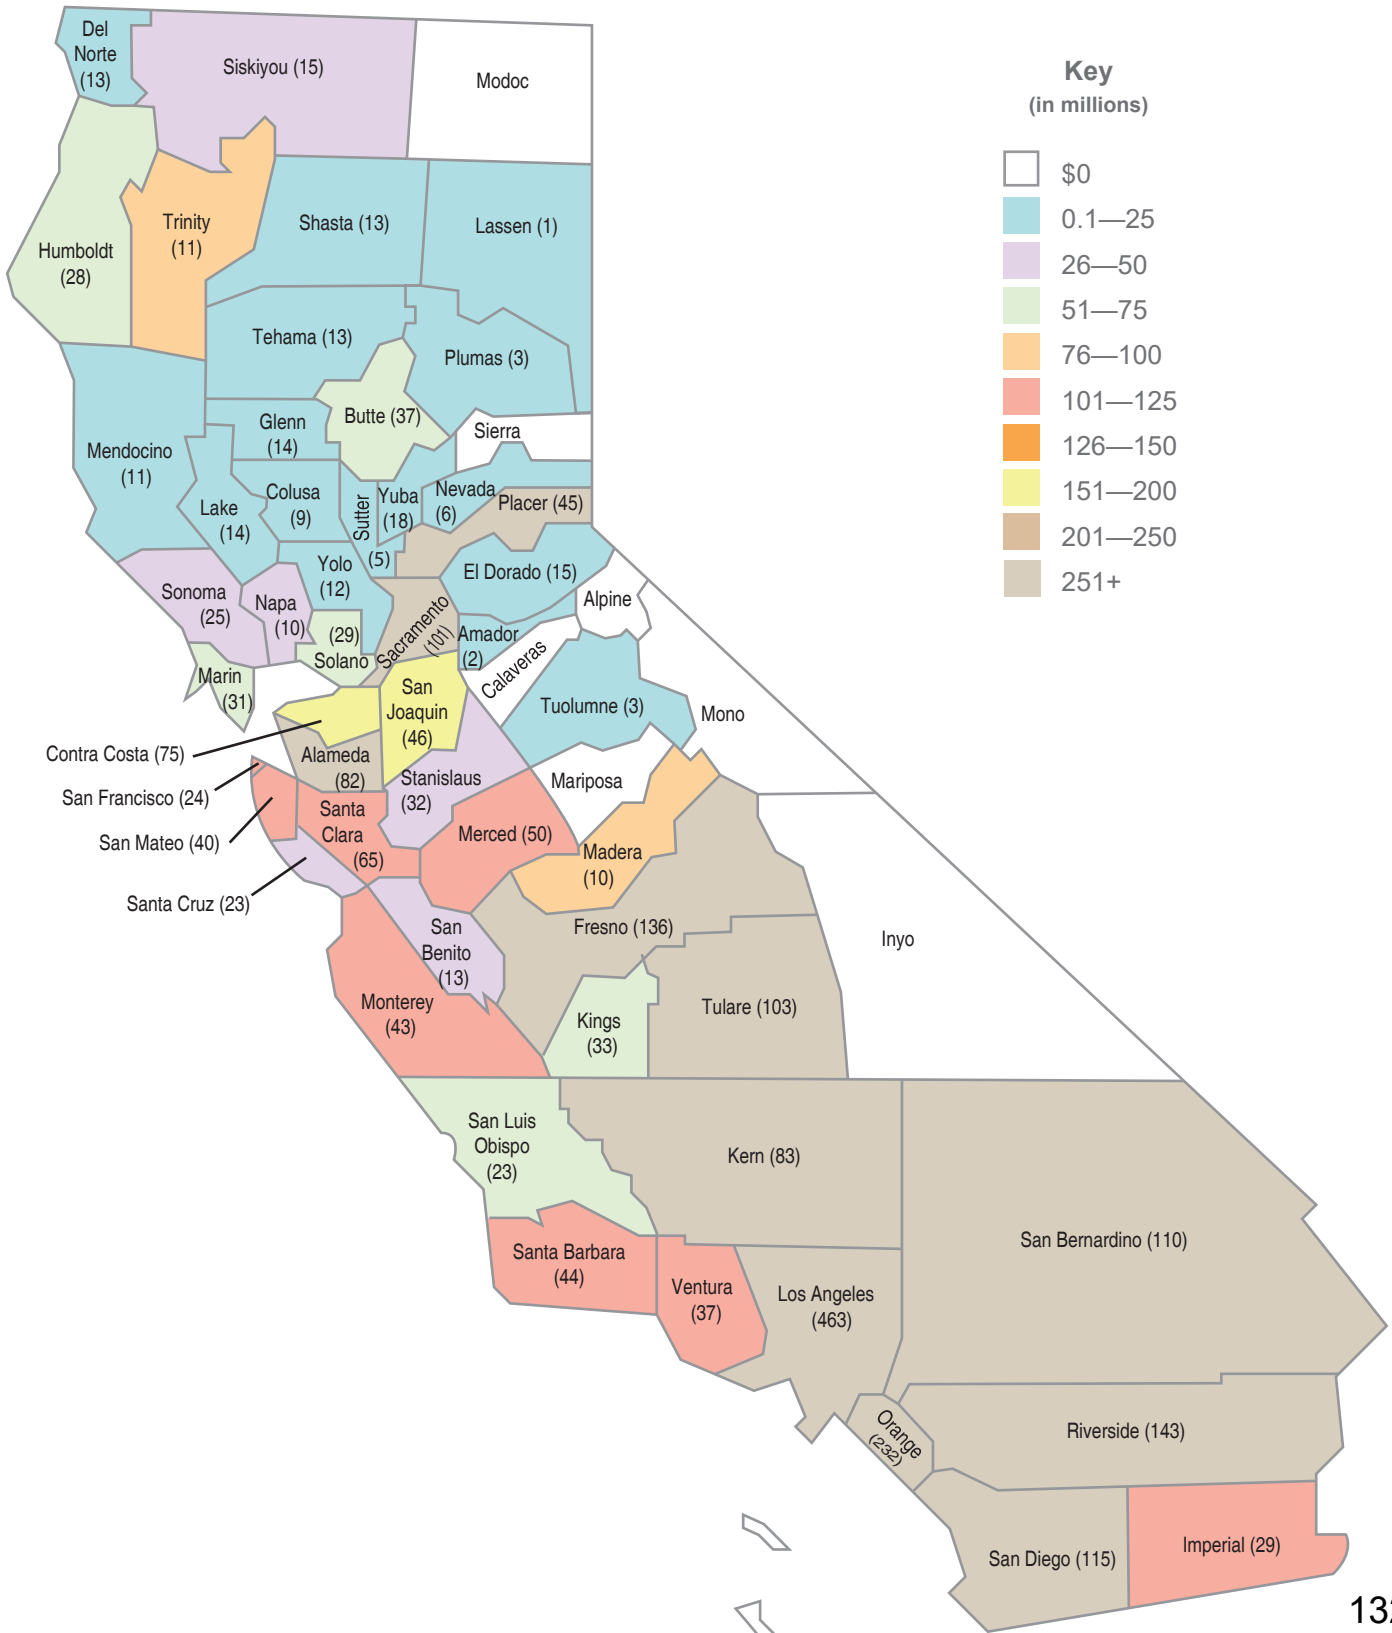 Del
Norte
(13)
Siskiyou (15)
Modoc
Key
(in millions)
$0
0.1—25
26—50
51—75
76—100
101—125
126—150
151—200
201—250
251+
Humboldt
(28)
Trinity
(11)
Shasta (13)
Lassen (1)
Tehama (13)
Plumas (3)
Mendocino
(11)
Glenn
(14)
Butte (37)
Sierra
Lake
(14)
Colusa
(9)
Sutter
(5)
Yuba
(18)
Nevada
(6)
Placer (45)
Sonoma
(25)
Napa
(10)
Yolo
(12)
El Dorado (15)
Alpine
(29)
Solano
Sacramento
(101)
Amador
(2)
Calaveras
Marin
(31)
San
Joaquin
(46)
Tuolumne (3)
Mono
Contra Costa (75)
Alameda
(82)
Stanislaus
(32)
Mariposa
San Francisco (24)
San Mateo (40)
Santa
Clara
(65)
Merced (50)
Madera
(10)
Santa Cruz (23)
San
Benito
(13)
Fresno (136)
Inyo
Monterey
(43)
Kings
(33)
Tulare (103)
San Luis
Obispo
(23)
Kern (83)
San Bernardino (110)
Santa Barbara
(44)
Ventura
(37)
Los Angeles
(463)
Orange
(232)
Riverside (143)
San Diego (115)
Imperial (29)